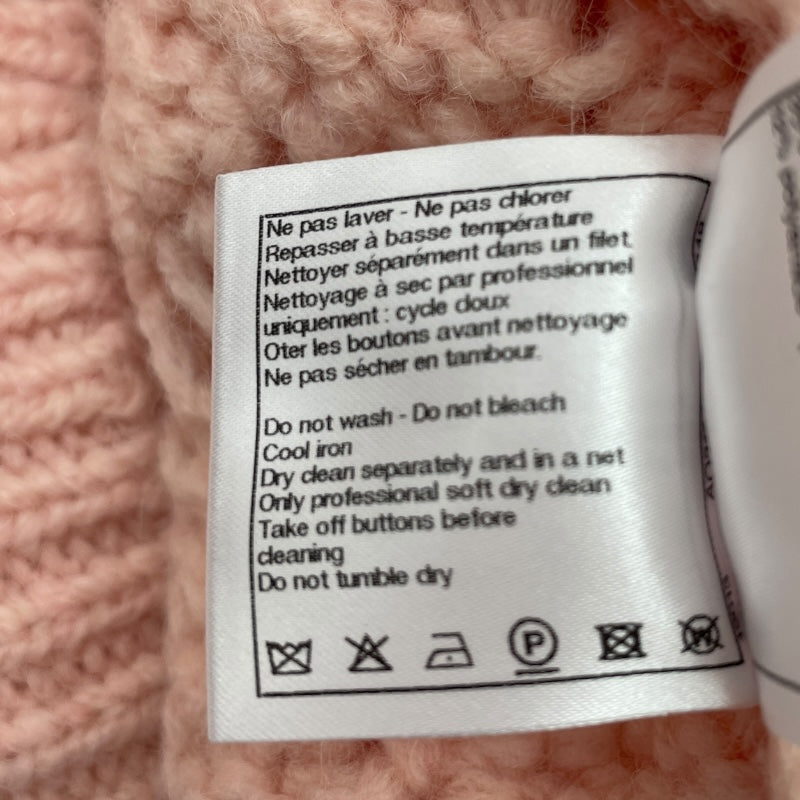 Ne pas laver - Ne pas chlorer
Repasser à basse température
Nettoyer séparément dans un filet
Nettoyage à sec par professionnel
uniquement : cycle doux
Oter les boutons avant nettoyage
Ne pas sécher en tambour.
Do not wash - Do not bleach
Cool iron
Dry clean separately and in a net
Only professional soft dry clean
Take off buttons before
cleaning
Do not tumble dry
P
W